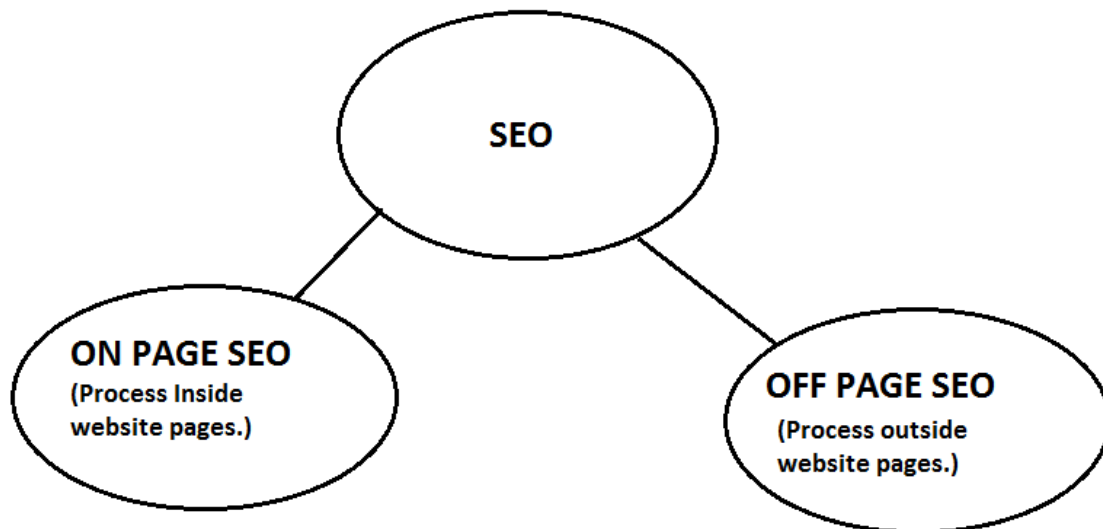 SEO
ON PAGE SEO
(Process Inside
website pages.)
OFF PAGE SEO
(Process outside
website pages.)